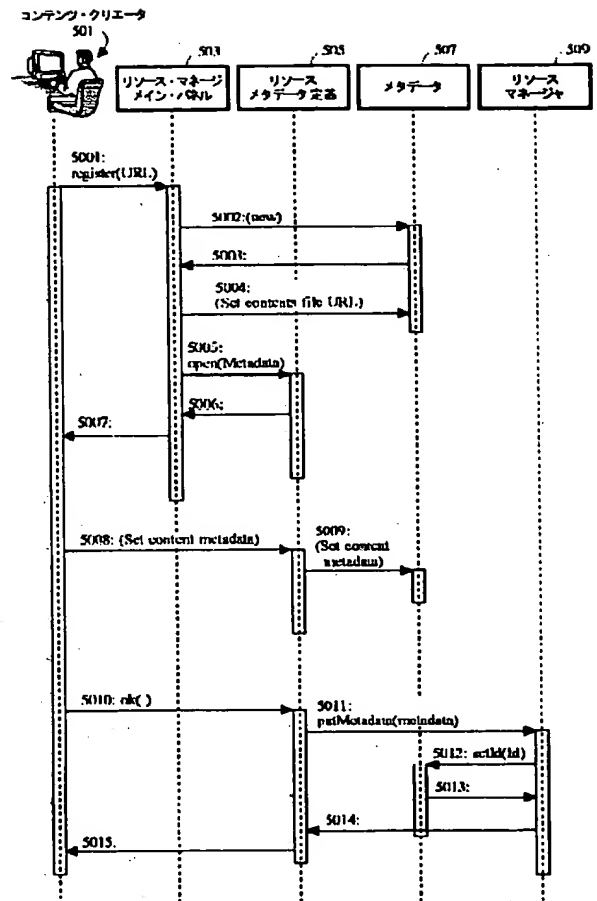 コンテンツ・クリエータ
501
503
505
507
509
リソース・マネージ
メイン・パネル
リソース
メタデータ定器
メタデータ
リソース
マネージャ
5001:
register(URL)
5002:(new)
5003:
5004:
(Set contents file URL)
5005:
open(Metadata)
5006:
5007:
5008: (Set content metadata)
5009:
(Set content
metadata)
5010: ok( )
5011:
putMetadata(metadata)
5012: setId(Id)
5013:
5014:
5015.